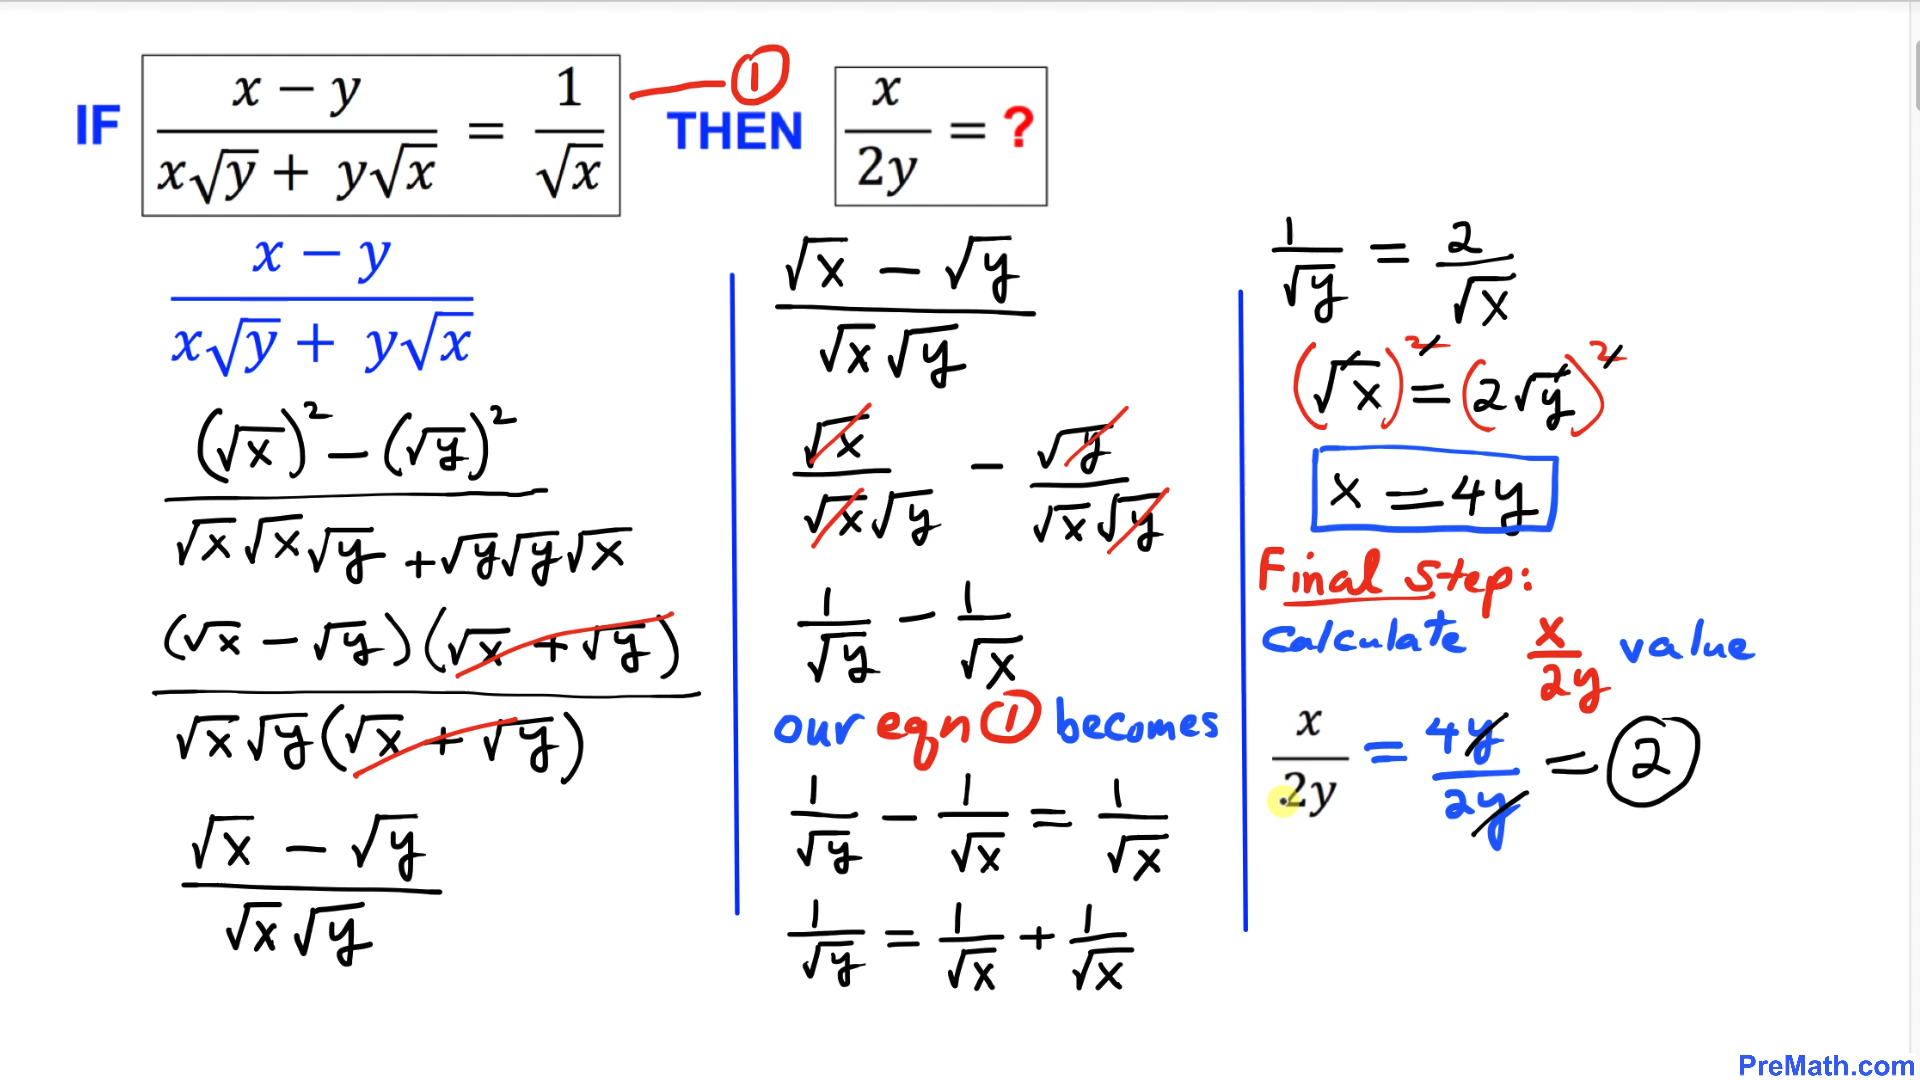 IF (x − y)/(x√y + y√x) = 1/√x ① THEN x/2y = ?
(x − y)/(x√y + y√x)
((√x)² − (√y)²)/(√x √x √y + √y √y √x)
((√x − √y)(√x + √y))/(√x √y (√x + √y))
(√x − √y)/(√x √y)
(√x − √y)/(√x √y)
√x/(√x √y) − √y/(√x √y)
1/√y − 1/√x
our eqn ① becomes
1/√y − 1/√x = 1/√x
1/√y = 1/√x + 1/√x
1/√y = 2/√x
(√x)² = (2√y)²
x = 4y
Final step:
calculate x/2y value
x/2y = 4y/2y = 2
PreMath.com